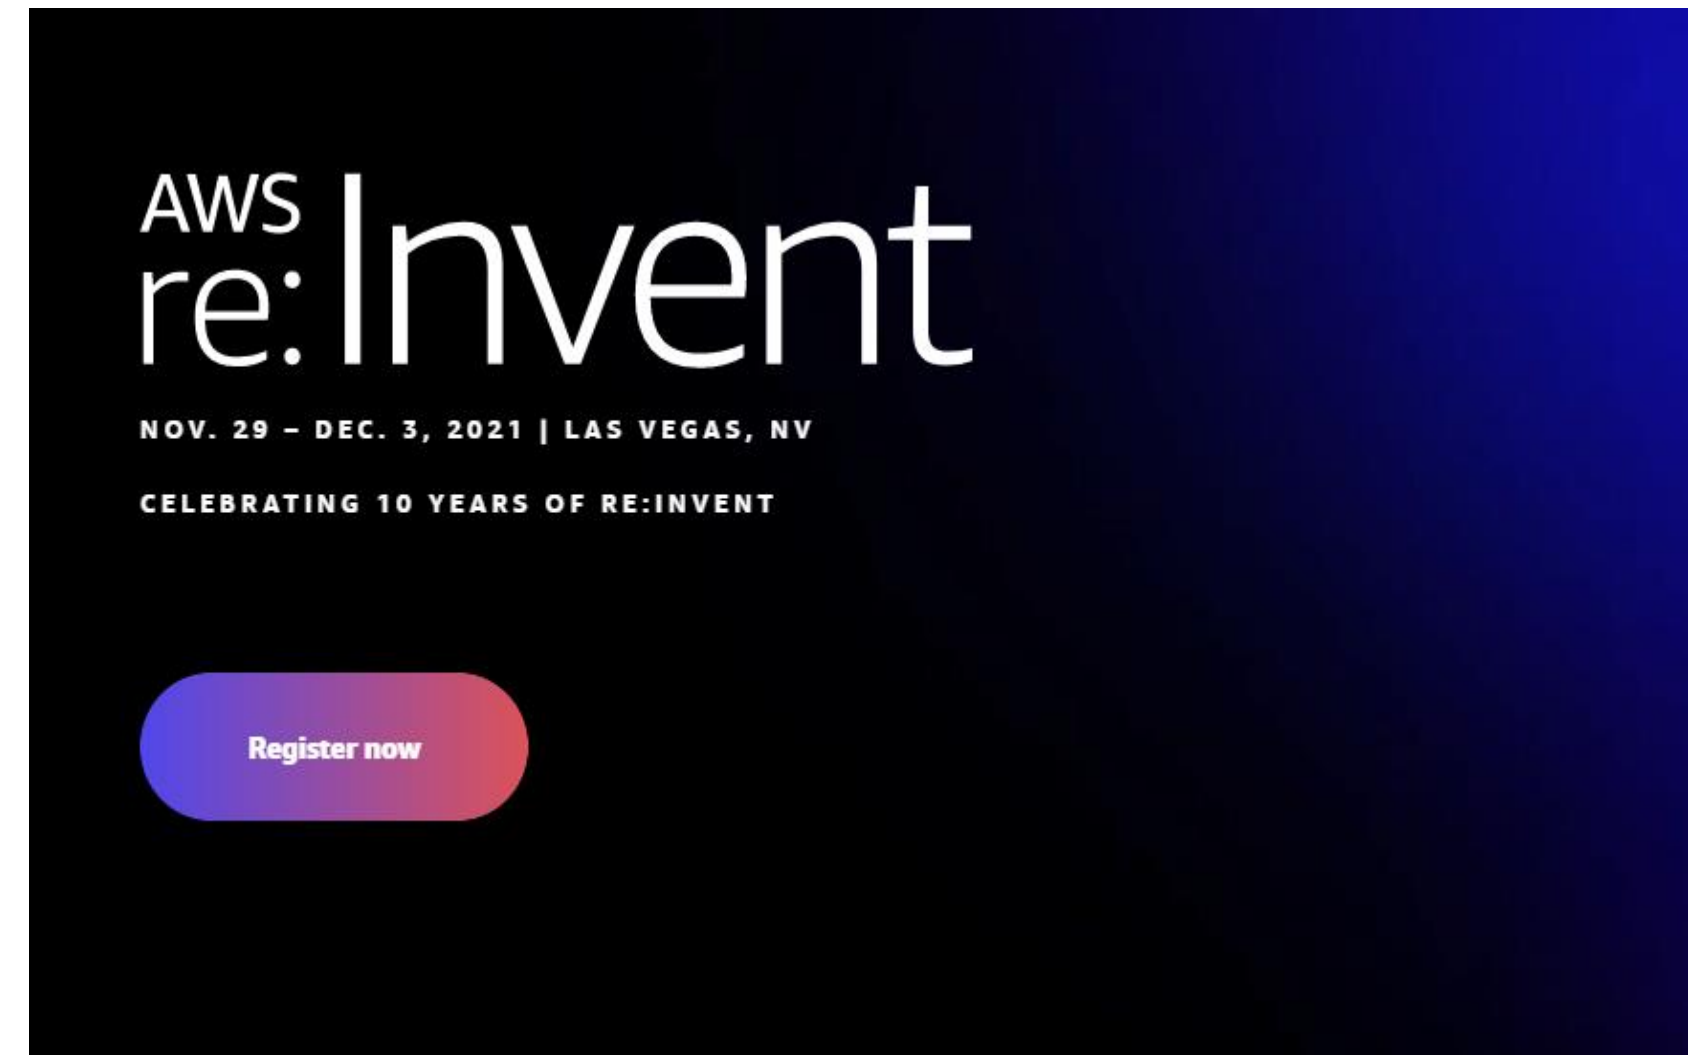 AWS
re:Invent
NOV. 29 – DEC. 3, 2021 | LAS VEGAS, NV
CELEBRATING 10 YEARS OF RE:INVENT
Register now